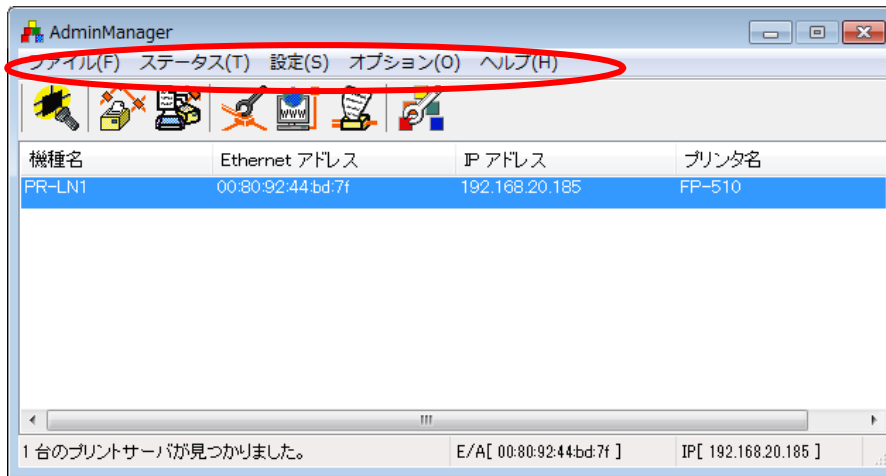 AdminManager
ファイル(F) ステータス(T) 設定(S) オプション(O) ヘルプ(H)
WWW
機種名 Ethernet アドレス IP アドレス プリンタ名
PR-LN1 00:80:92:44:bd:7f 192.168.20.185 FP-510
1 台のプリントサーバが見つかりました。 E/A[ 00:80:92:44:bd:7f ] IP[ 192.168.20.185 ]